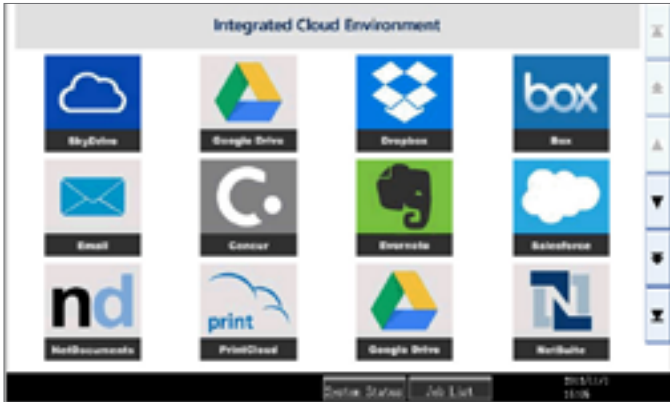 Integrated Cloud Environment
box
SkyDrive
Google Drive
Dropbox
Box
C.
Email
Concur
Evernote
Salesforce
nd
print
N
NetDocuments
PrintCloud
Google Drive
NetSuite
System Status
Job List